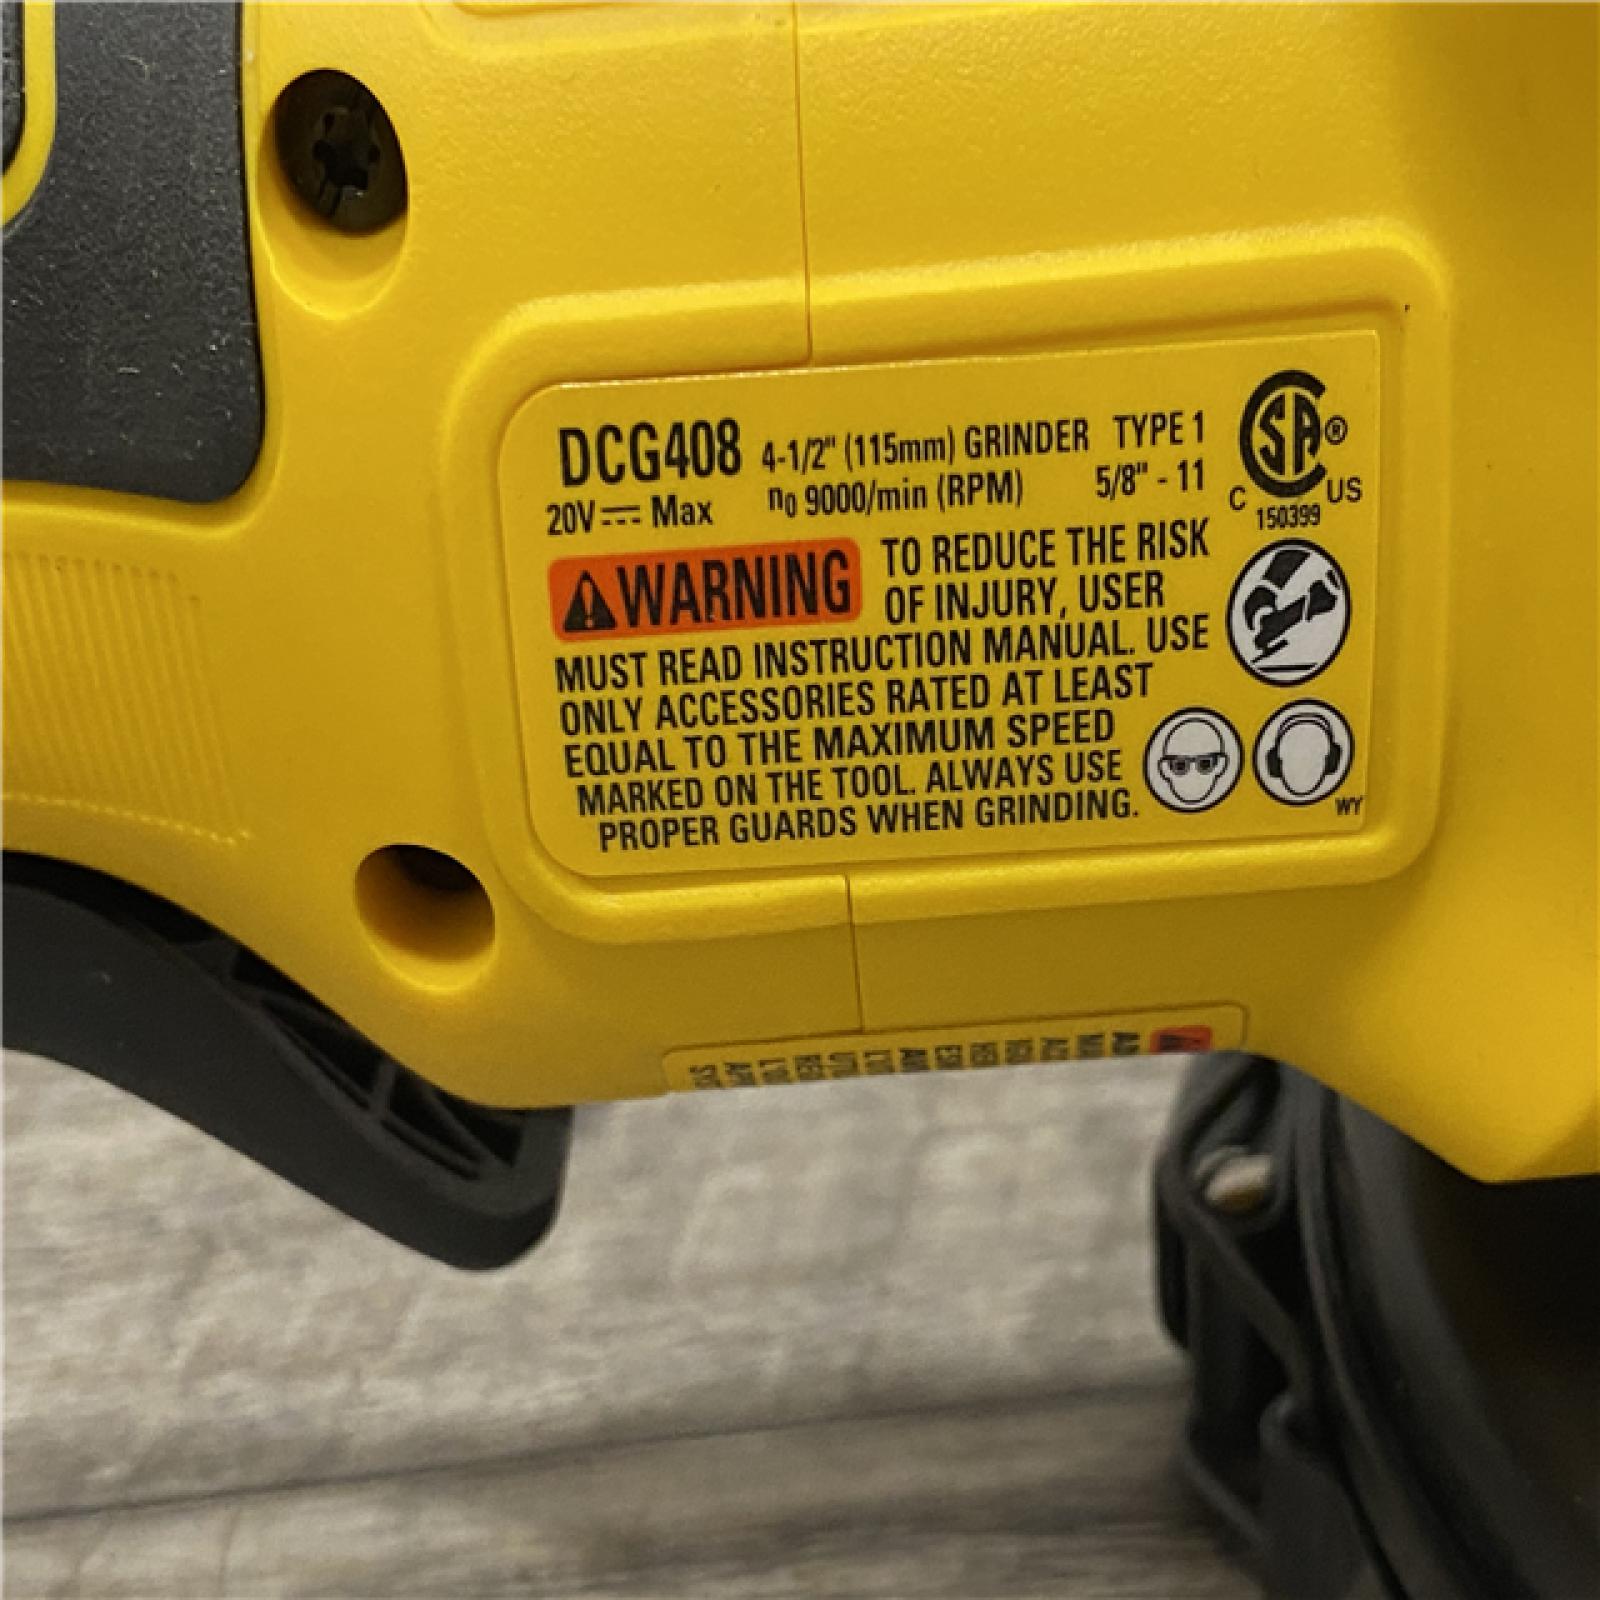 DCG408 4-1/2" (115mm) GRINDER TYPE 1
20V⎓ Max n₀ 9000/min (RPM) 5/8" - 11
SA®
C US
150399
WARNING TO REDUCE THE RISK
OF INJURY, USER
MUST READ INSTRUCTION MANUAL. USE
ONLY ACCESSORIES RATED AT LEAST
EQUAL TO THE MAXIMUM SPEED
MARKED ON THE TOOL. ALWAYS USE
PROPER GUARDS WHEN GRINDING.
WY